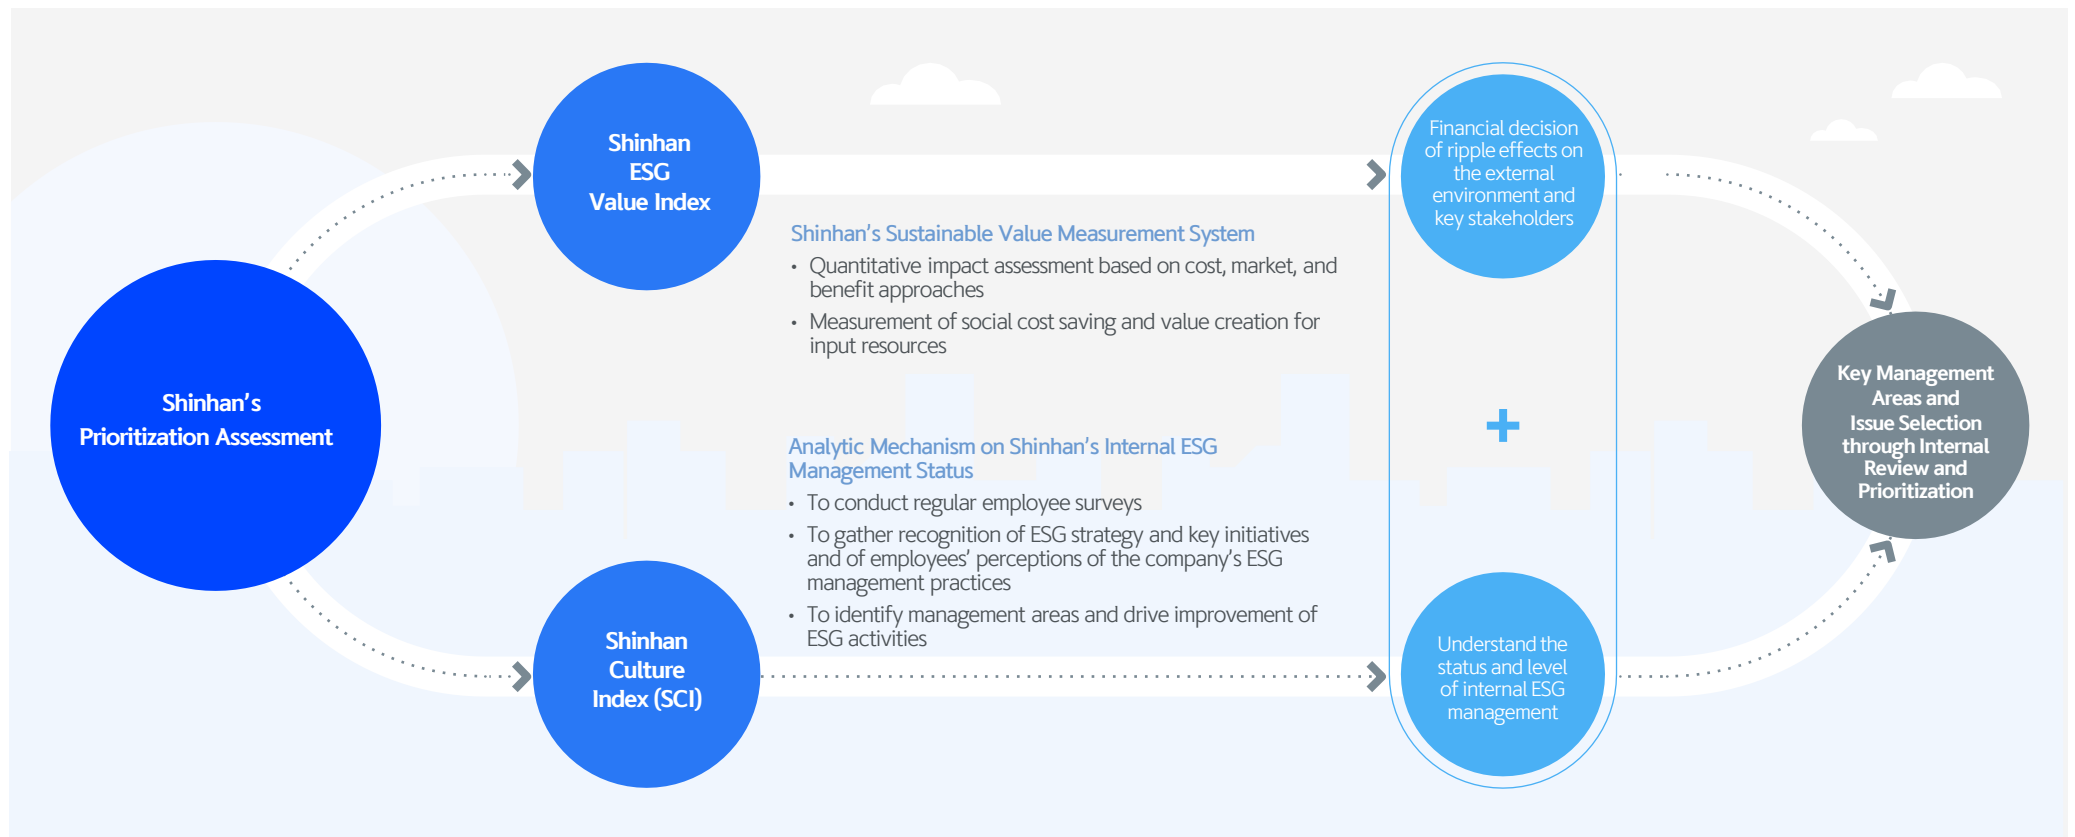 Shinhan's
Prioritization Assessment
Shinhan
ESG
Value Index
Shinhan's Sustainable Value Measurement System
• Quantitative impact assessment based on cost, market, and
benefit approaches
• Measurement of social cost saving and value creation for
input resources
Financial decision
of ripple effects on
the external
environment and
key stakeholders
Shinhan
Culture
Index (SCI)
Analytic Mechanism on Shinhan's Internal ESG
Management Status
• To conduct regular employee surveys
• To gather recognition of ESG strategy and key initiatives
and of employees' perceptions of the company's ESG
management practices
• To identify management areas and drive improvement of
ESG activities
+
Understand the
status and level
of internal ESG
management
Key Management
Areas and
Issue Selection
through Internal
Review and
Prioritization